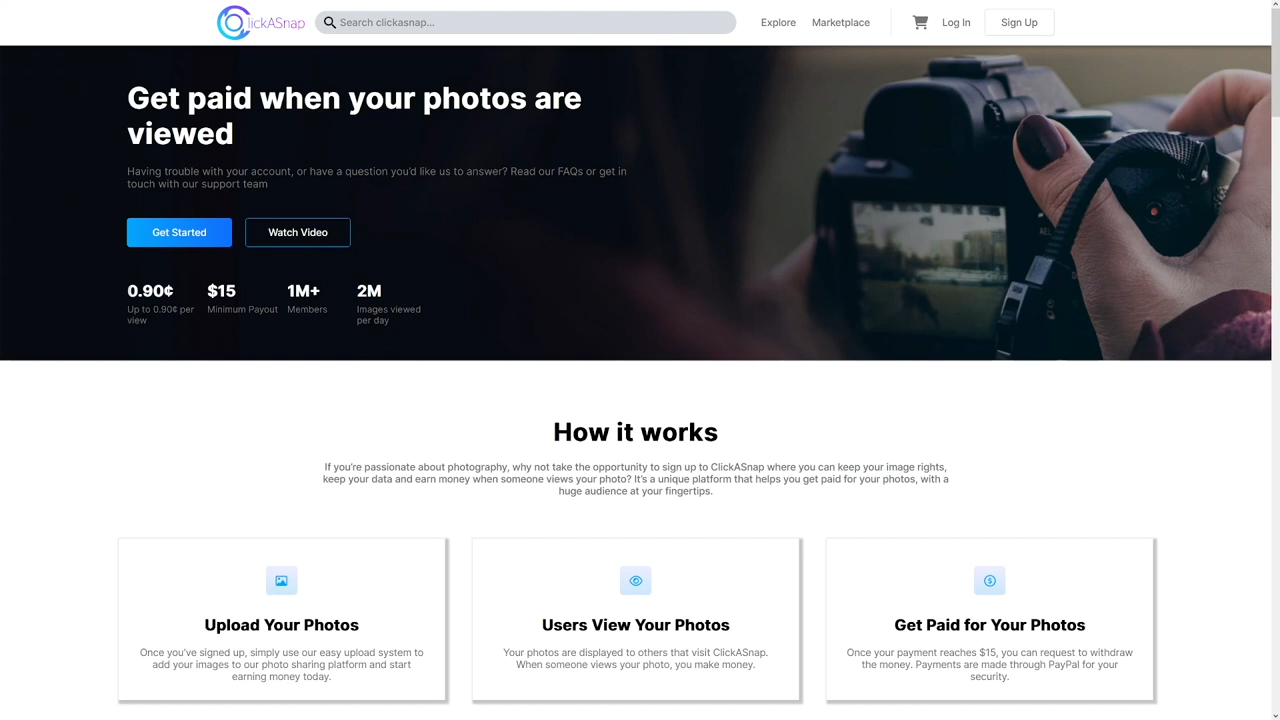 lickASnap
Search clickasnap...
Explore
Marketplace
Log In
Sign Up
Get paid when your photos are
viewed
Having trouble with your account, or have a question you'd like us to answer? Read our FAQs or get in
touch with our support team
Get Started
Watch Video
0.90¢
Up to 0.90¢ per
view
$15
Minimum Payout
1M+
Members
2M
Images viewed
per day
AEL
How it works
If you're passionate about photography, why not take the opportunity to sign up to ClickASnap where you can keep your image rights,
keep your data and earn money when someone views your photo? It's a unique platform that helps you get paid for your photos, with a
huge audience at your fingertips.
Upload Your Photos
Once you've signed up, simply use our easy upload system to
add your images to our photo sharing platform and start
earning money today.
Users View Your Photos
Your photos are displayed to others that visit ClickASnap.
When someone views your photo, you make money.
Get Paid for Your Photos
Once your payment reaches $15, you can request to withdraw
the money. Payments are made through PayPal for your
security.